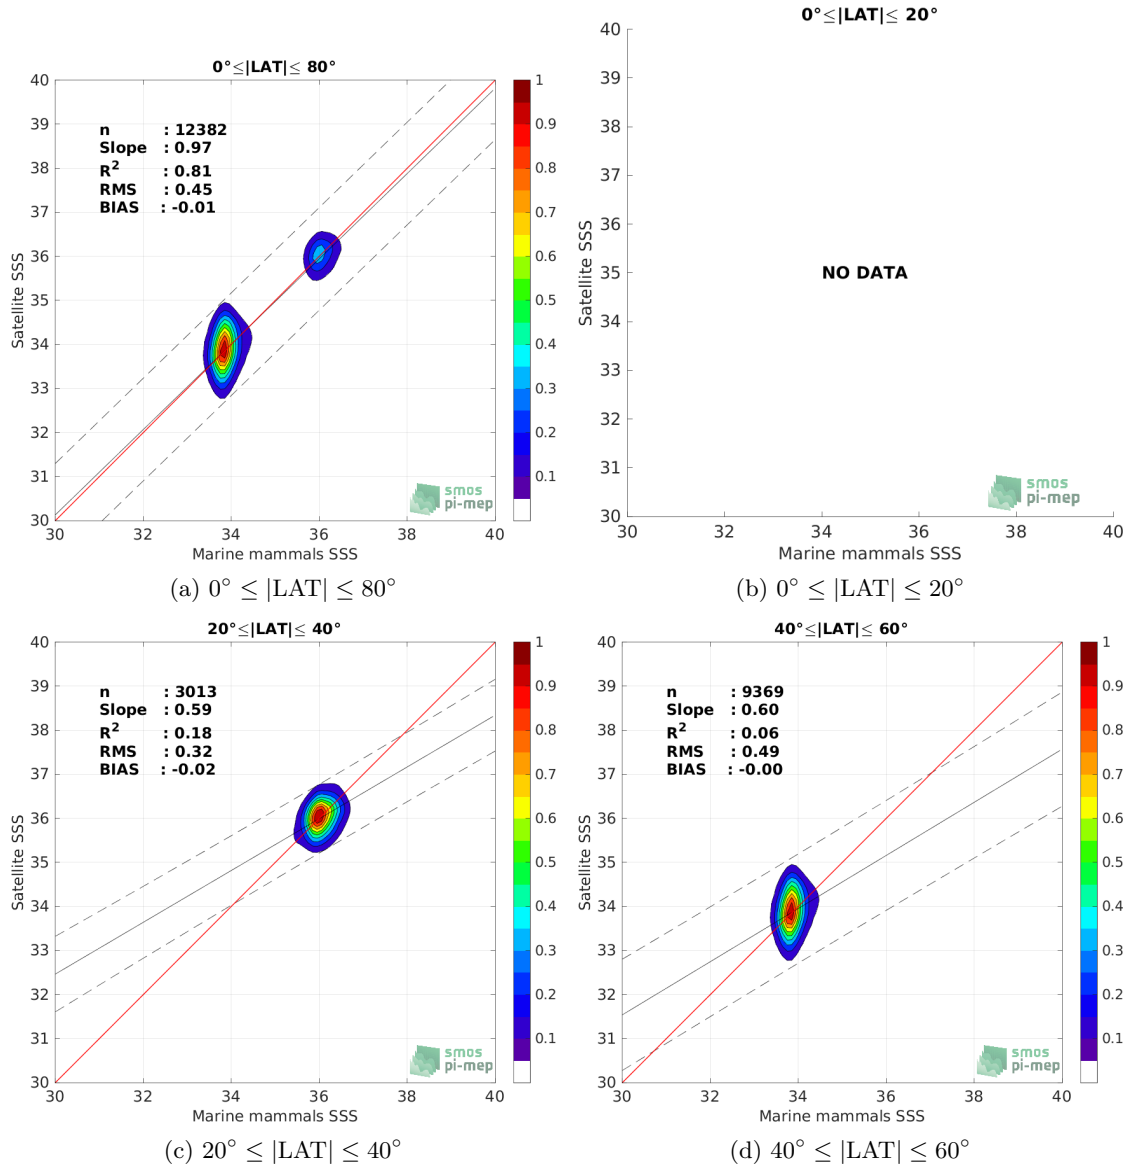 0°≤|LAT|≤ 80°
40
39
38
37
36
35
34
33
32
31
30
Satellite SSS
n : 12382
Slope : 0.97
R² : 0.81
RMS : 0.45
BIAS : -0.01
smos
pi-mep
30 32 34 36 38 40
Marine mammals SSS
1
0.9
0.8
0.7
0.6
0.5
0.4
0.3
0.2
0.1
(a) 0° ≤ |LAT| ≤ 80°
0°≤|LAT|≤ 20°
40
39
38
37
36
35
34
33
32
31
30
Satellite SSS
NO DATA
smos
pi-mep
30 32 34 36 38 40
Marine mammals SSS
(b) 0° ≤ |LAT| ≤ 20°
20°≤|LAT|≤ 40°
40
39
38
37
36
35
34
33
32
31
30
Satellite SSS
n : 3013
Slope : 0.59
R² : 0.18
RMS : 0.32
BIAS : -0.02
smos
pi-mep
30 32 34 36 38 40
Marine mammals SSS
1
0.9
0.8
0.7
0.6
0.5
0.4
0.3
0.2
0.1
(c) 20° ≤ |LAT| ≤ 40°
40°≤|LAT|≤ 60°
40
39
38
37
36
35
34
33
32
31
30
Satellite SSS
n : 9369
Slope : 0.60
R² : 0.06
RMS : 0.49
BIAS : -0.00
smos
pi-mep
30 32 34 36 38 40
Marine mammals SSS
1
0.9
0.8
0.7
0.6
0.5
0.4
0.3
0.2
0.1
(d) 40° ≤ |LAT| ≤ 60°